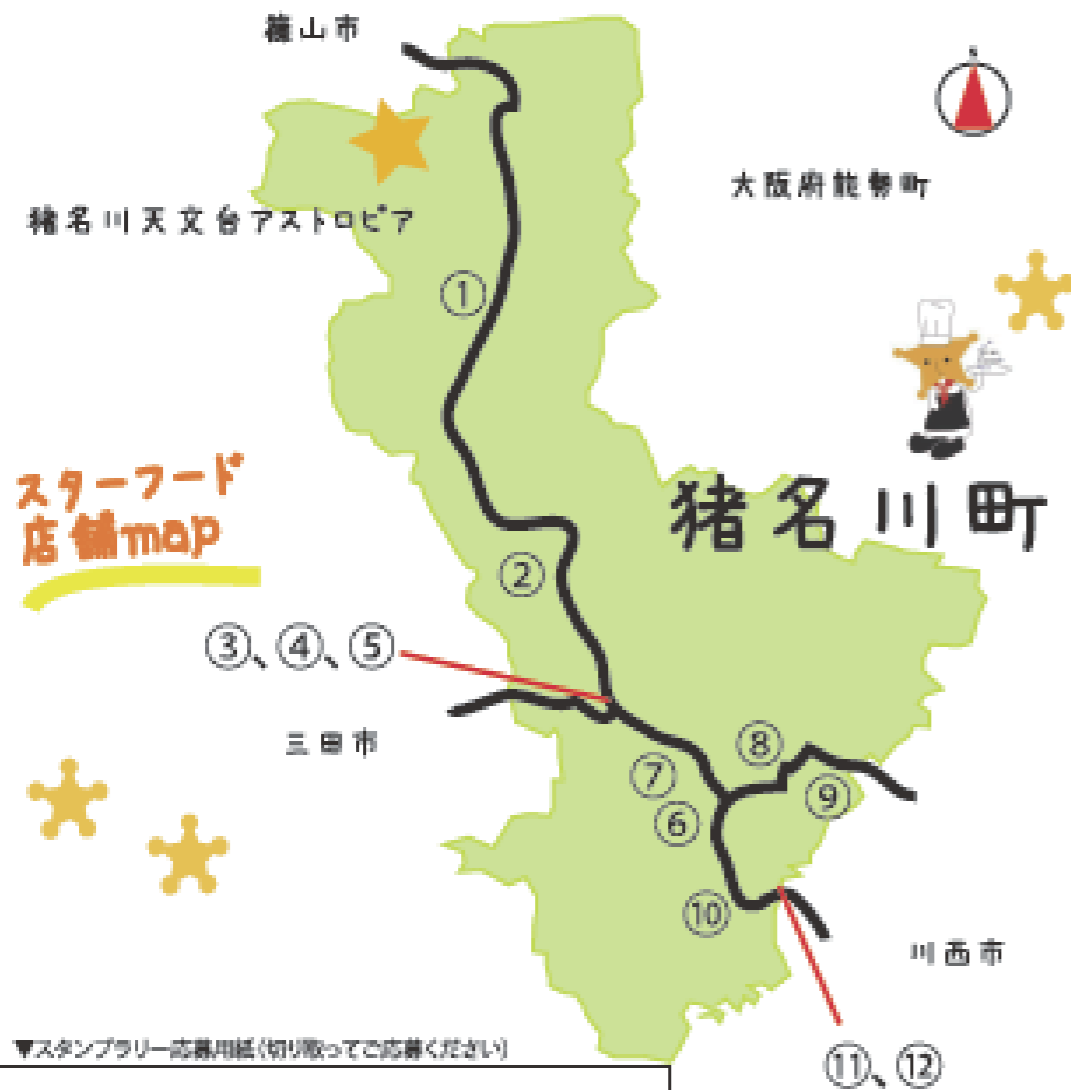 篠山市
N
大阪府能勢町
猪名川天文台アストロピア
①
スターフード
店舗map
猪名川町
②
③、④、⑤
三田市
⑧
⑦
⑨
⑥
⑩
川西市
▼スタンプラリー応募用紙(切り取ってご応募ください)
⑪、⑫